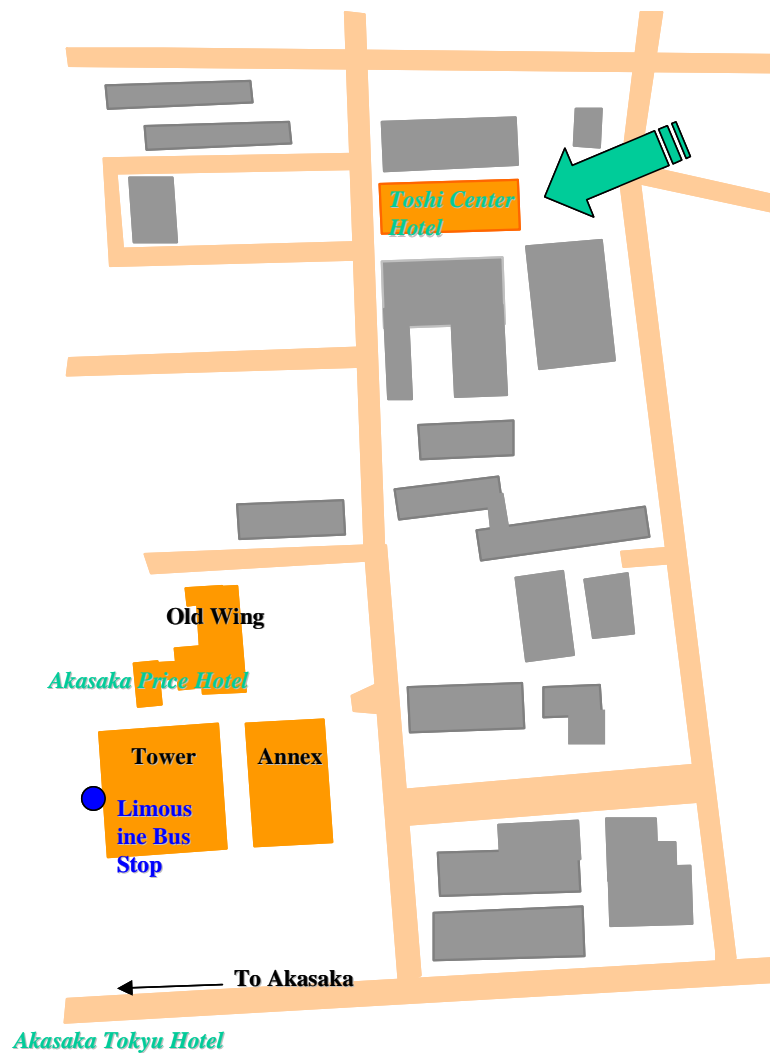 Toshi Center
Hotel
Old Wing
Akasaka Price Hotel
Tower
Annex
Limous
ine Bus
Stop
To Akasaka
Akasaka Tokyu Hotel